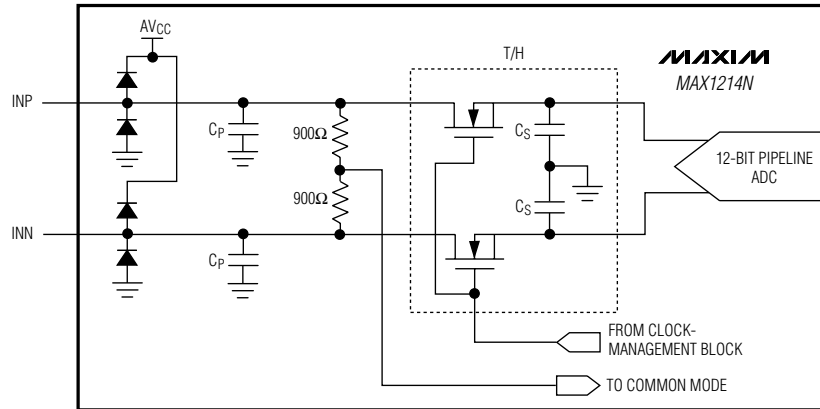 AVCC
T/H
MAXIM
MAX1214N
INP
CP
900Ω
CS
12-BIT PIPELINE
ADC
900Ω
CS
INN
CP
FROM CLOCK-
MANAGEMENT BLOCK
TO COMMON MODE